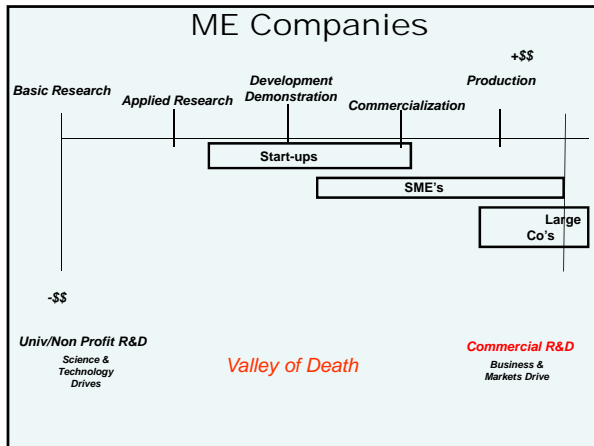 ME Companies
+$$
Basic Research
Applied Research
Development
Demonstration
Commercialization
Production
Start-ups
SME's
Large
Co's
-$$
Univ/Non Profit R&D
Science &
Technology
Drives
Valley of Death
Commercial R&D
Business &
Markets Drive